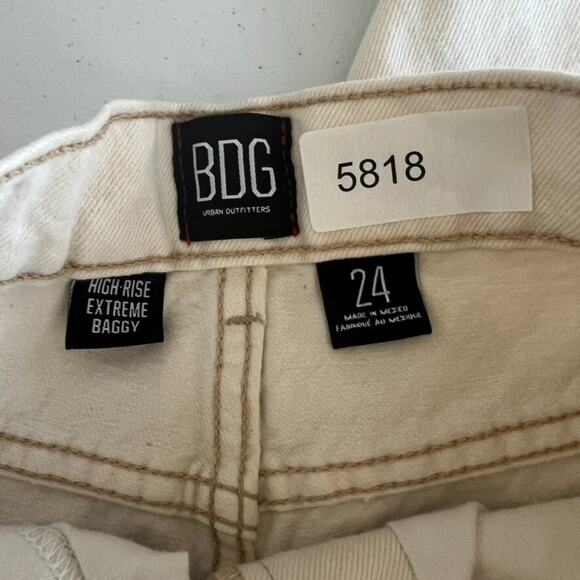 BDG
URBAN OUTFITTERS
5818
HIGH-RISE
EXTREME
BAGGY
24
MADE IN MEXICO
FABRIQUÉ AU MEXIQUE